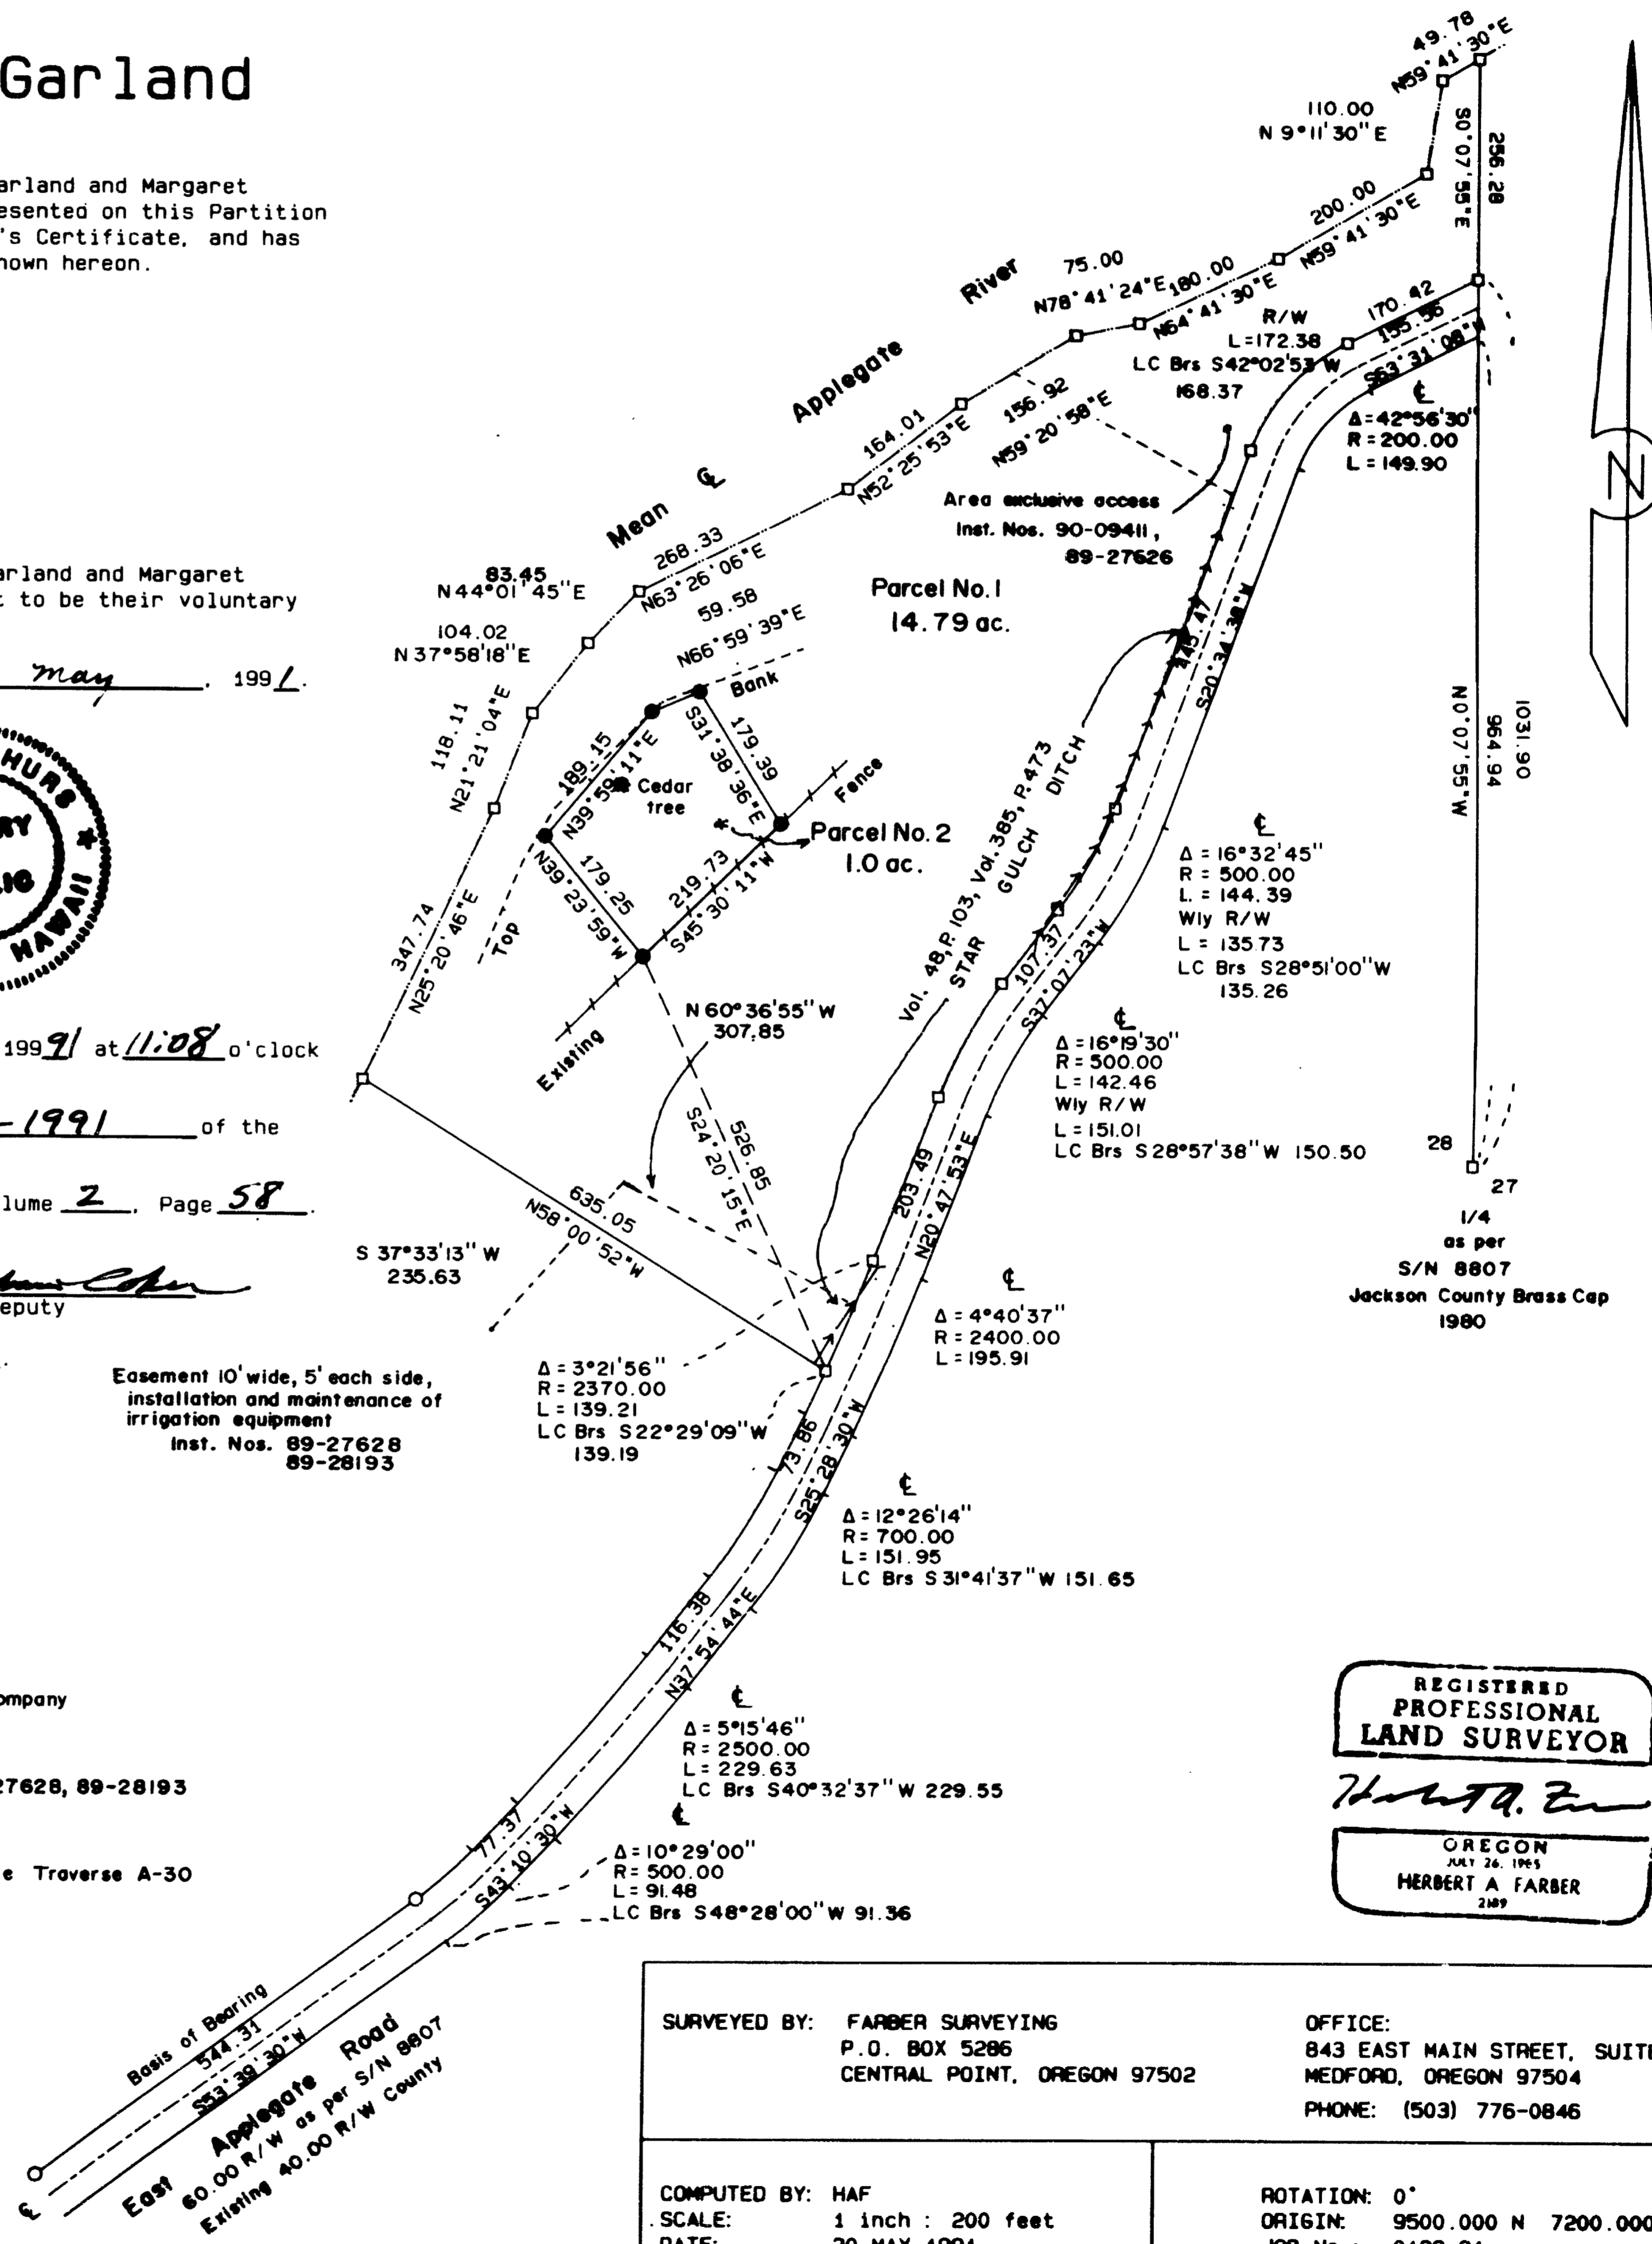 Garland
arland and Margaret
esented on this Partition
's Certificate, and has
hown hereon.
arland and Margaret
t to be their voluntary
May , 1991.
HURS
RY
LIC
HAWAII
1991 at 11:08 o'clock
-1991 of the
lume 2, Page 58.
eputy
Easement 10' wide, 5' each side,
installation and maintenance of
irrigation equipment
Inst. Nos. 89-27628
89-28193
ompany
27628, 89-28193
e Traverse A-30
49.78
N59°41'30"E
110.00
N 9°11'30" E
S0°07'55"E
256.28
200.00
N59°41'30"E
Mean ℄ Applegate River
75.00
N78°41'24"E
180.00
N64°41'30"E
156.92
N59°20'58"E
164.01
N52°25'53"E
268.33
N63°26'06"E
83.45
N44°01'45"E
104.02
N 37°58'18"E
118.11
N21°21'04"E
347.74
N25°20'46"E
R/W
L=172.38
LC Brs S42°02'53"W
168.37
170.42
155.56
S63°31'08"W
℄
Δ=42°56'30"
R=200.00
L=149.90
Area exclusive access
Inst. Nos. 90-09411,
89-27626
Parcel No.1
14.79 ac.
59.58
N66°59'39"E
Bank
189.15
N39°59'11"E
179.39
S31°38'36"E
Cedar
tree
Fence
*
Parcel No. 2
1.0 ac.
219.73
S45°30'11"W
179.25
N39°23'59"W
Top
Existing
445.47
S20°34'38"W
N0°07'55"W
964.94
1031.90
Vol. 48, P. 103, Vol. 385, P. 473
STAR GULCH DITCH
℄
Δ = 16°32'45"
R = 500.00
L = 144.39
Wly R/W
L = 135.73
LC Brs S28°51'00"W
135.26
107.37
S37°07'23"W
℄
Δ = 16°19'30"
R = 500.00
L = 142.46
Wly R/W
L = 151.01
LC Brs S28°57'38"W 150.50
28
27
1/4
as per
S/N 8807
Jackson County Brass Cap
1980
N 60°36'55"W
307.85
526.85
S24°20'15"E
635.05
N58°00'52"W
S 37°33'13" W
235.63
203.49
N20°47'53"E
℄
Δ = 4°40'37"
R = 2400.00
L = 195.91
Δ = 3°21'56"
R = 2370.00
L = 139.21
LC Brs S22°29'09"W
139.19
73.86
S25°28'30"W
℄
Δ = 12°26'14"
R = 700.00
L = 151.95
LC Brs S31°41'37"W 151.65
116.38
N37°54'44"E
℄
Δ = 5°15'46"
R = 2500.00
L = 229.63
LC Brs S40°32'37"W 229.55
77.37
S43°10'30"W
℄
Δ = 10°29'00"
R = 500.00
L = 91.48
LC Brs S48°28'00"W 91.36
Basis of Bearing
544.31
S53°39'30"W
℄
East Applegate Road
60.00 R/W as per S/N 8807
Existing 40.00 R/W County
N
REGISTERED
PROFESSIONAL
LAND SURVEYOR
OREGON
JULY 26, 1985
HERBERT A FARBER
2189
SURVEYED BY: FARBER SURVEYING
P.O. BOX 5286
CENTRAL POINT, OREGON 97502
OFFICE:
843 EAST MAIN STREET, SUITE
MEDFORD, OREGON 97504
PHONE: (503) 776-0846
COMPUTED BY: HAF
SCALE: 1 inch : 200 feet
ROTATION: 0°
ORIGIN: 9500.000 N 7200.000